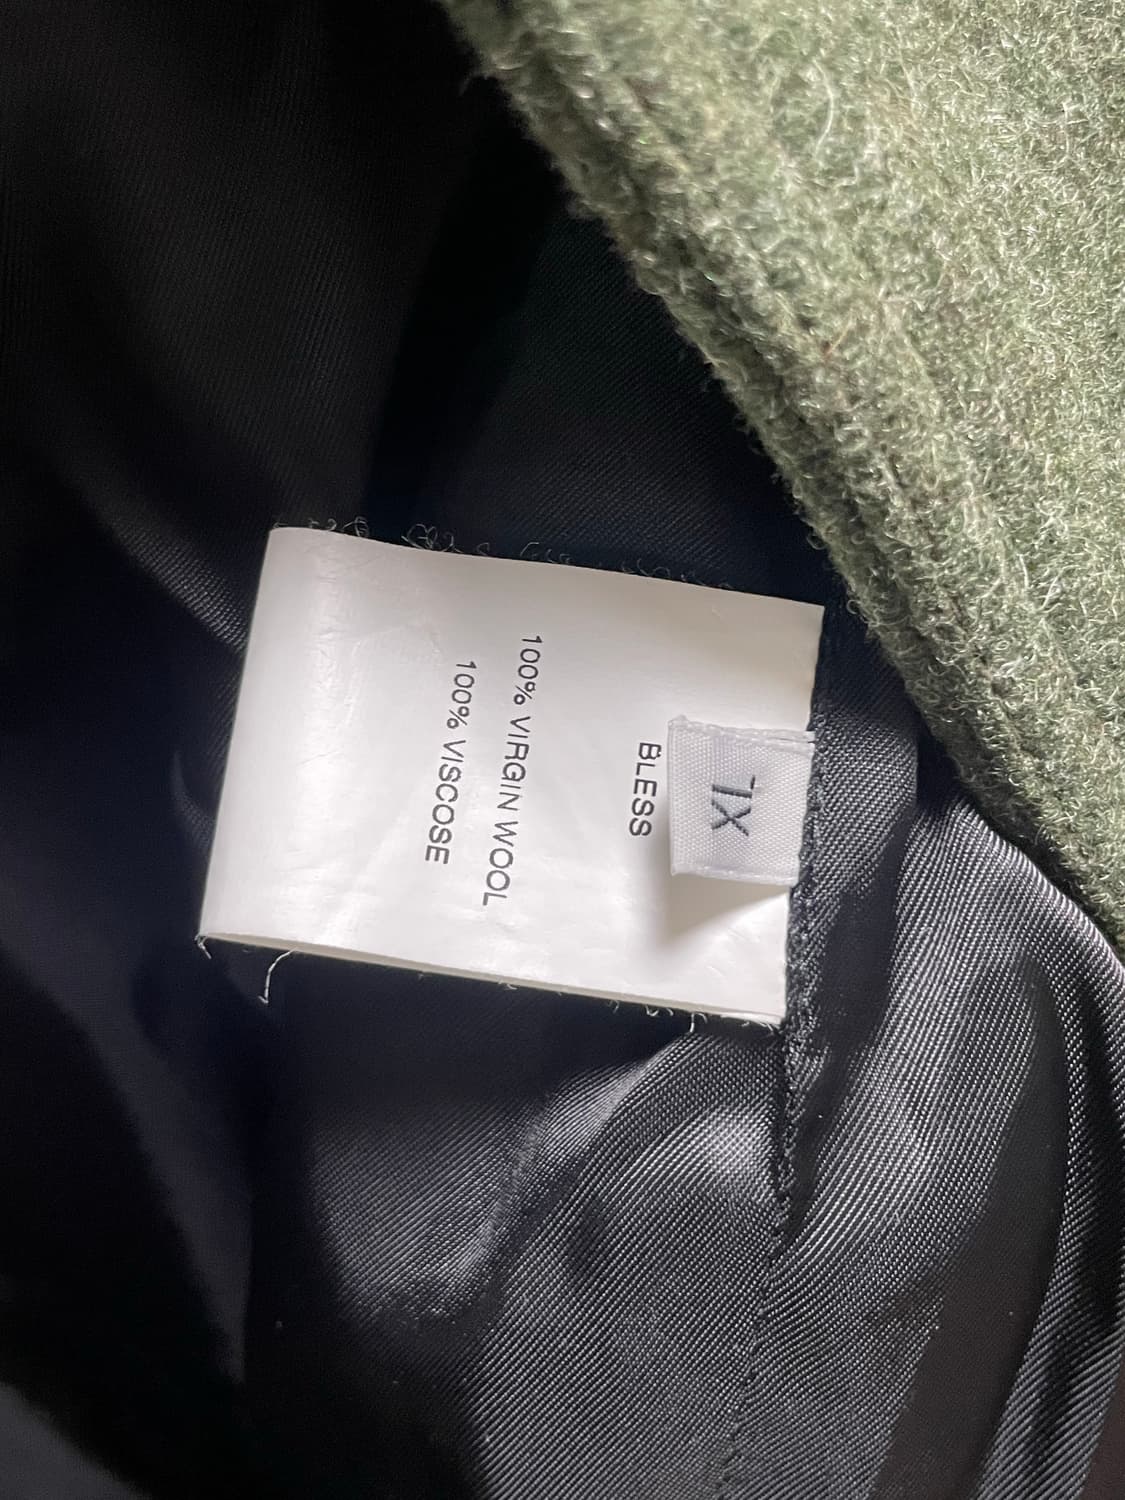 XL
BLESS
100% VIRGIN WOOL
100% VISCOSE